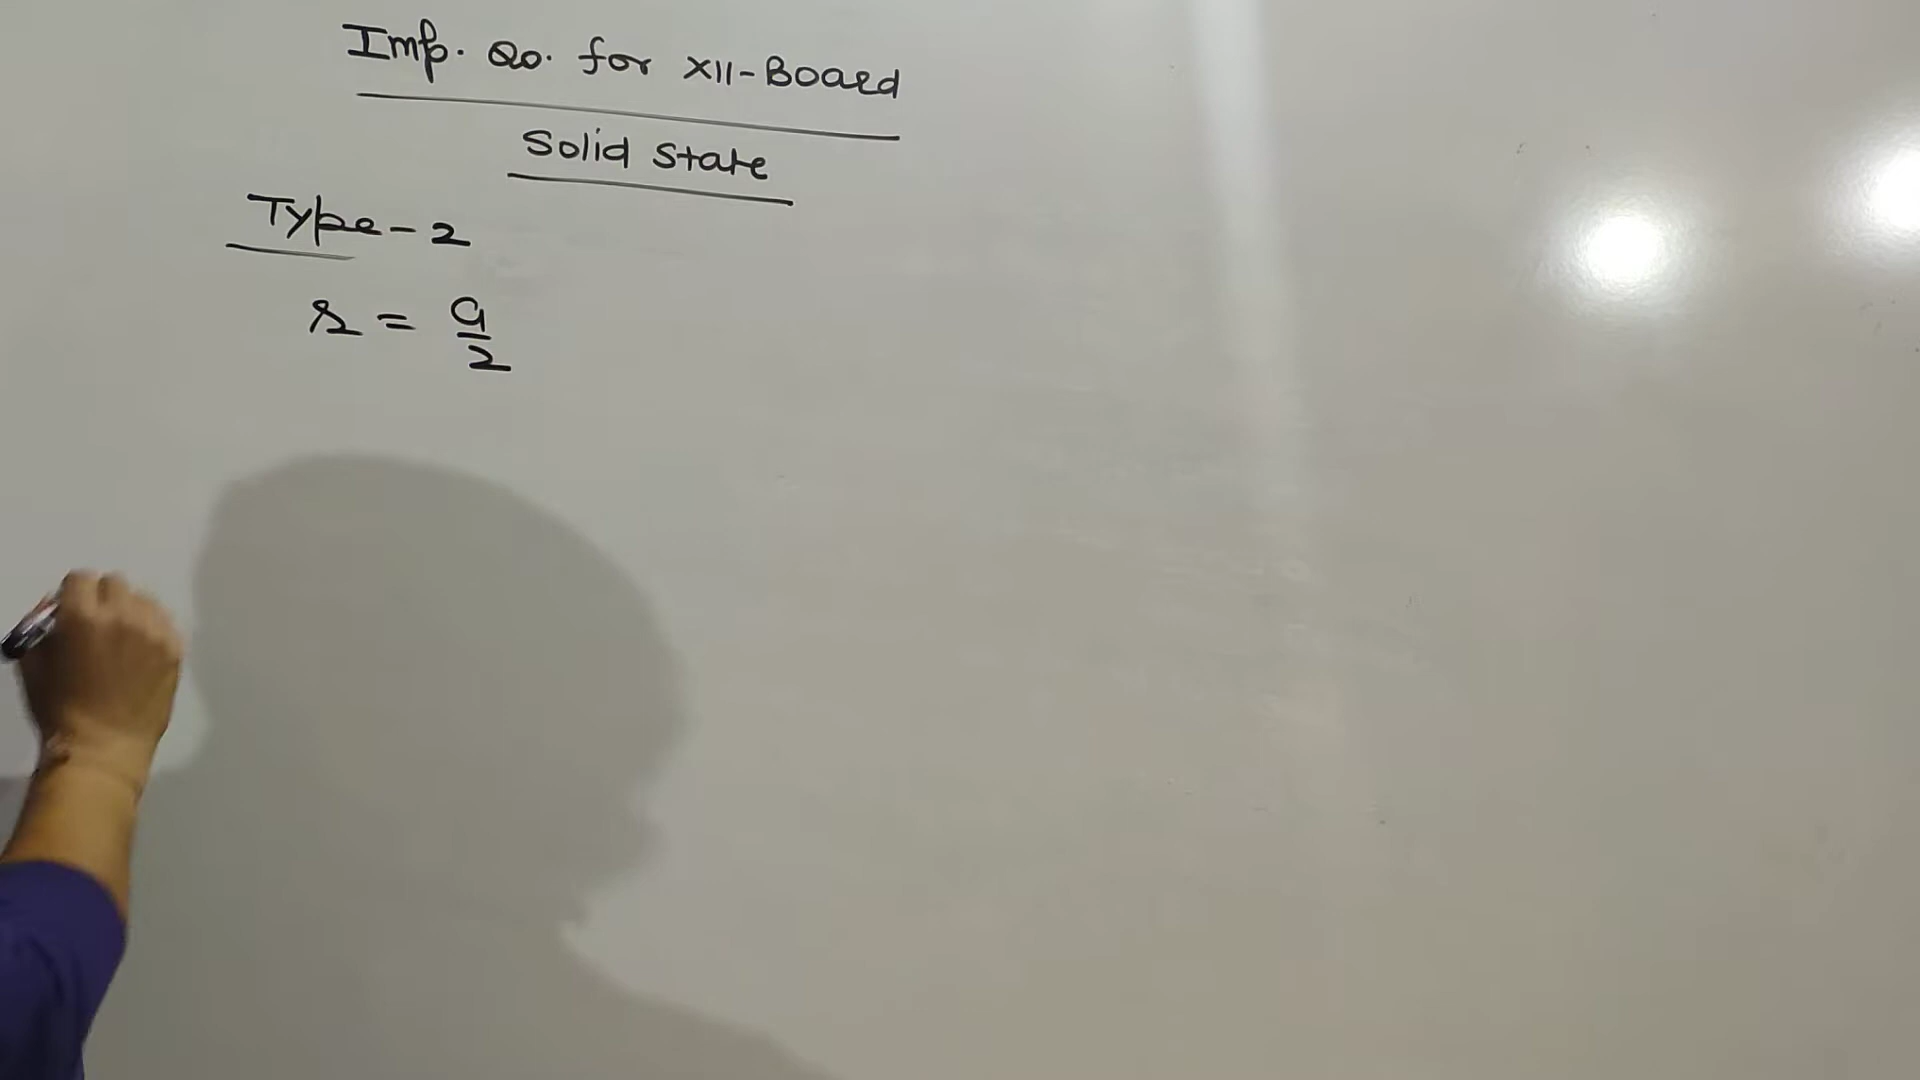 Imp. Qo. for XII-Board
Solid State
Type-2
r = a/2